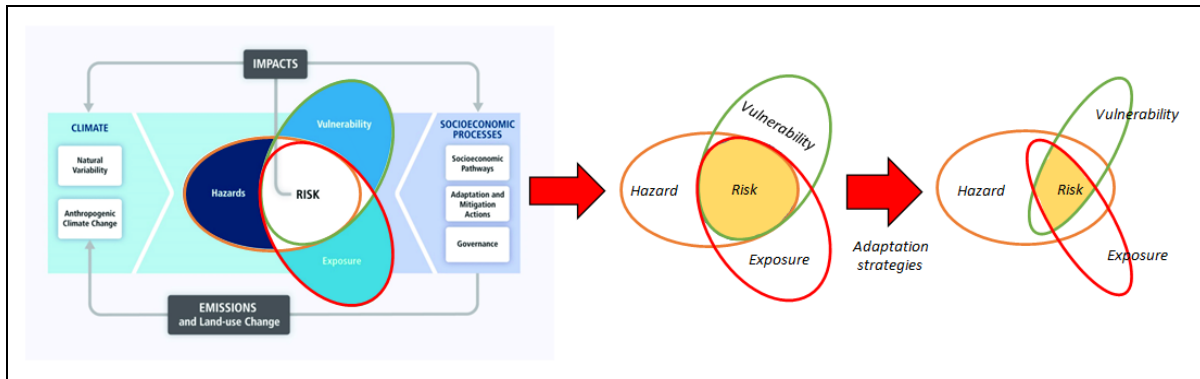 IMPACTS
CLIMATE
Natural
Variability
Anthropogenic
Climate Change
Vulnerability
Hazards
RISK
Exposure
SOCIOECONOMIC
PROCESSES
Socioeconomic
Pathways
Adaptation and
Mitigation
Actions
Governance
EMISSIONS
and Land-use Change
Vulnerability
Hazard
Risk
Exposure
Adaptation
strategies
Vulnerability
Hazard
Risk
Exposure